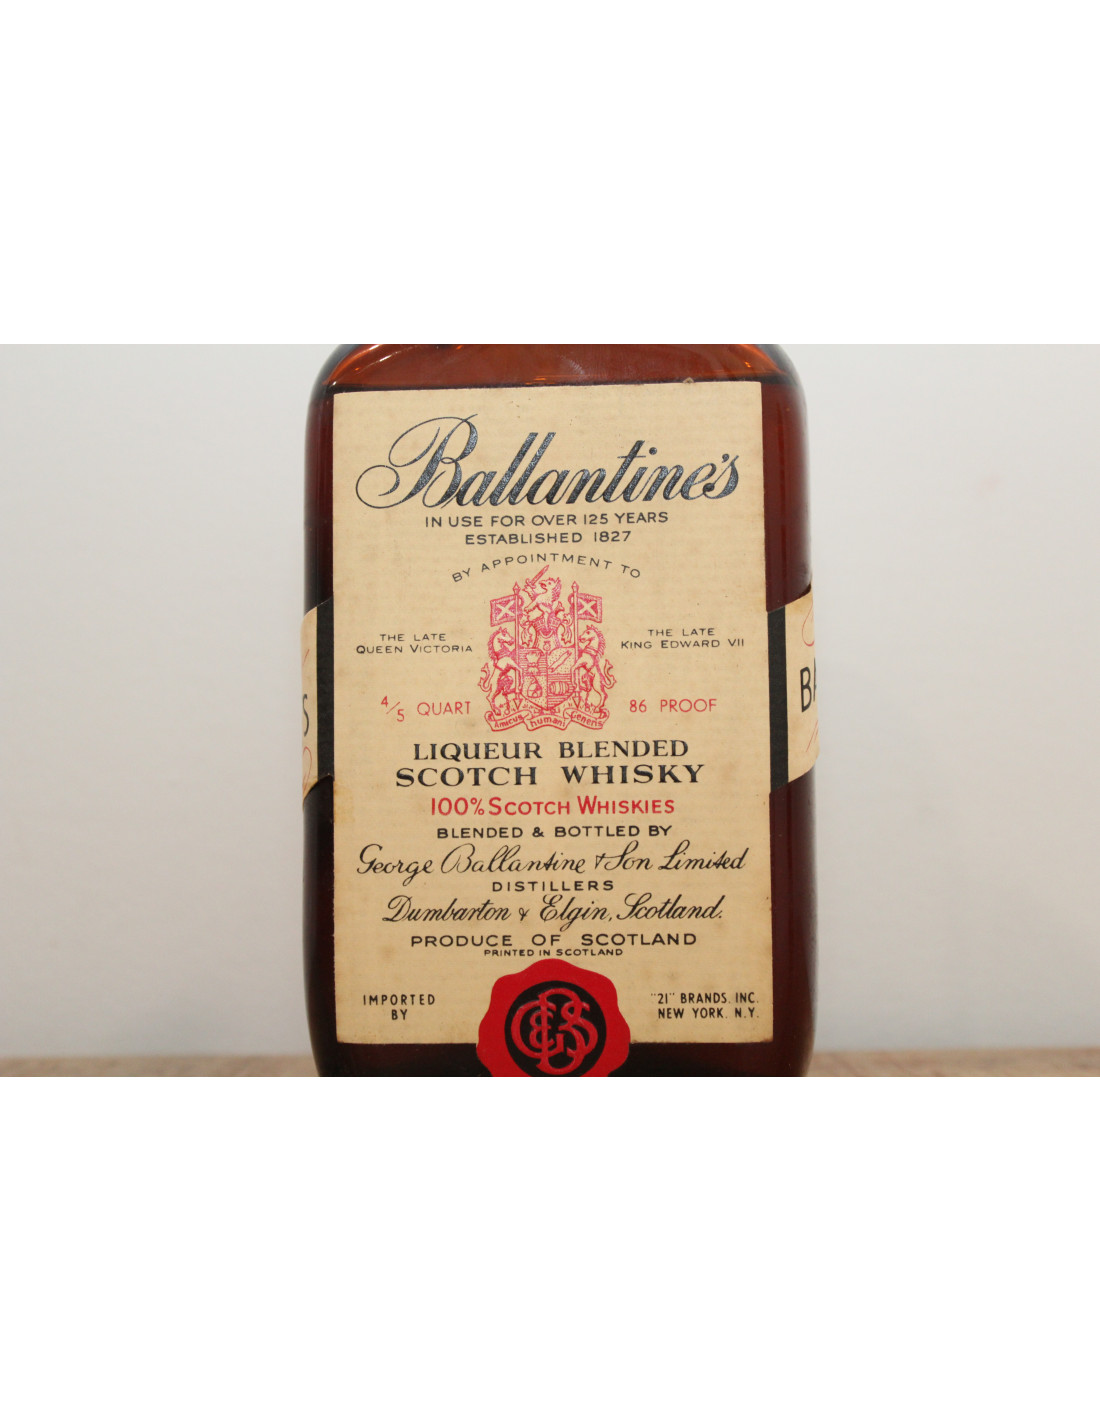 Ballantine's
IN USE FOR OVER 125 YEARS
ESTABLISHED 1827
BY APPOINTMENT TO
THE LATE
QUEEN VICTORIA
THE LATE
KING EDWARD VII
4/5 QUART
86 PROOF
Amicus humani generis
LIQUEUR BLENDED
SCOTCH WHISKY
100% SCOTCH WHISKIES
BLENDED & BOTTLED BY
George Ballantine & Son Limited
DISTILLERS
Dumbarton & Elgin, Scotland.
PRODUCE OF SCOTLAND
PRINTED IN SCOTLAND
IMPORTED
BY
"21" BRANDS. INC.
NEW YORK. N.Y.